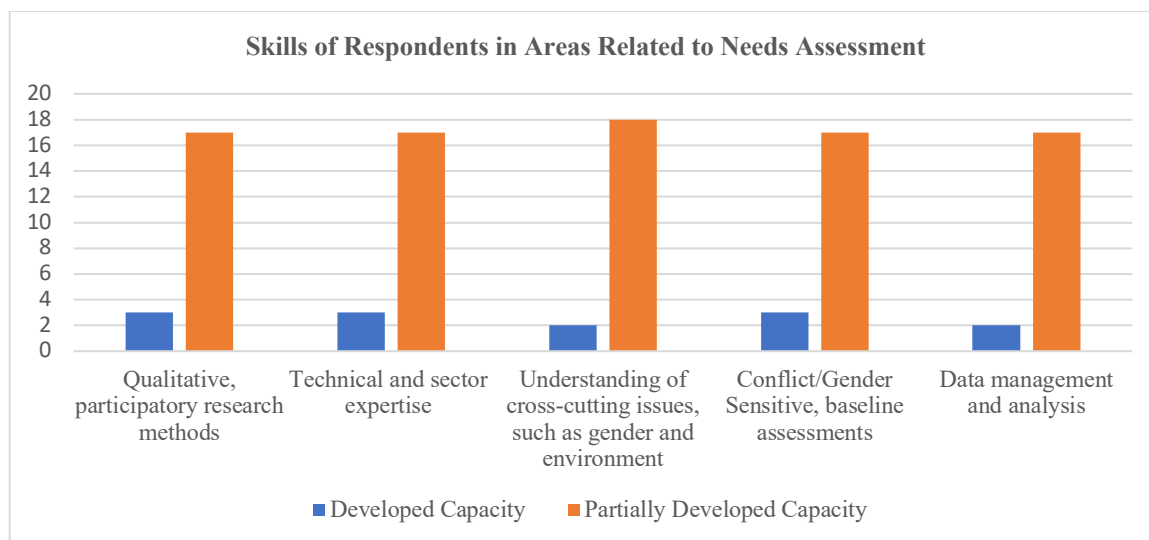 Skills of Respondents in Areas Related to Needs Assessment
20
18
16
14
12
10
8
6
4
2
0
Qualitative,
participatory research
methods
Technical and sector
expertise
Understanding of
cross-cutting issues,
such as gender and
environment
Conflict/Gender
Sensitive, baseline
assessments
Data management
and analysis
Developed Capacity
Partially Developed Capacity